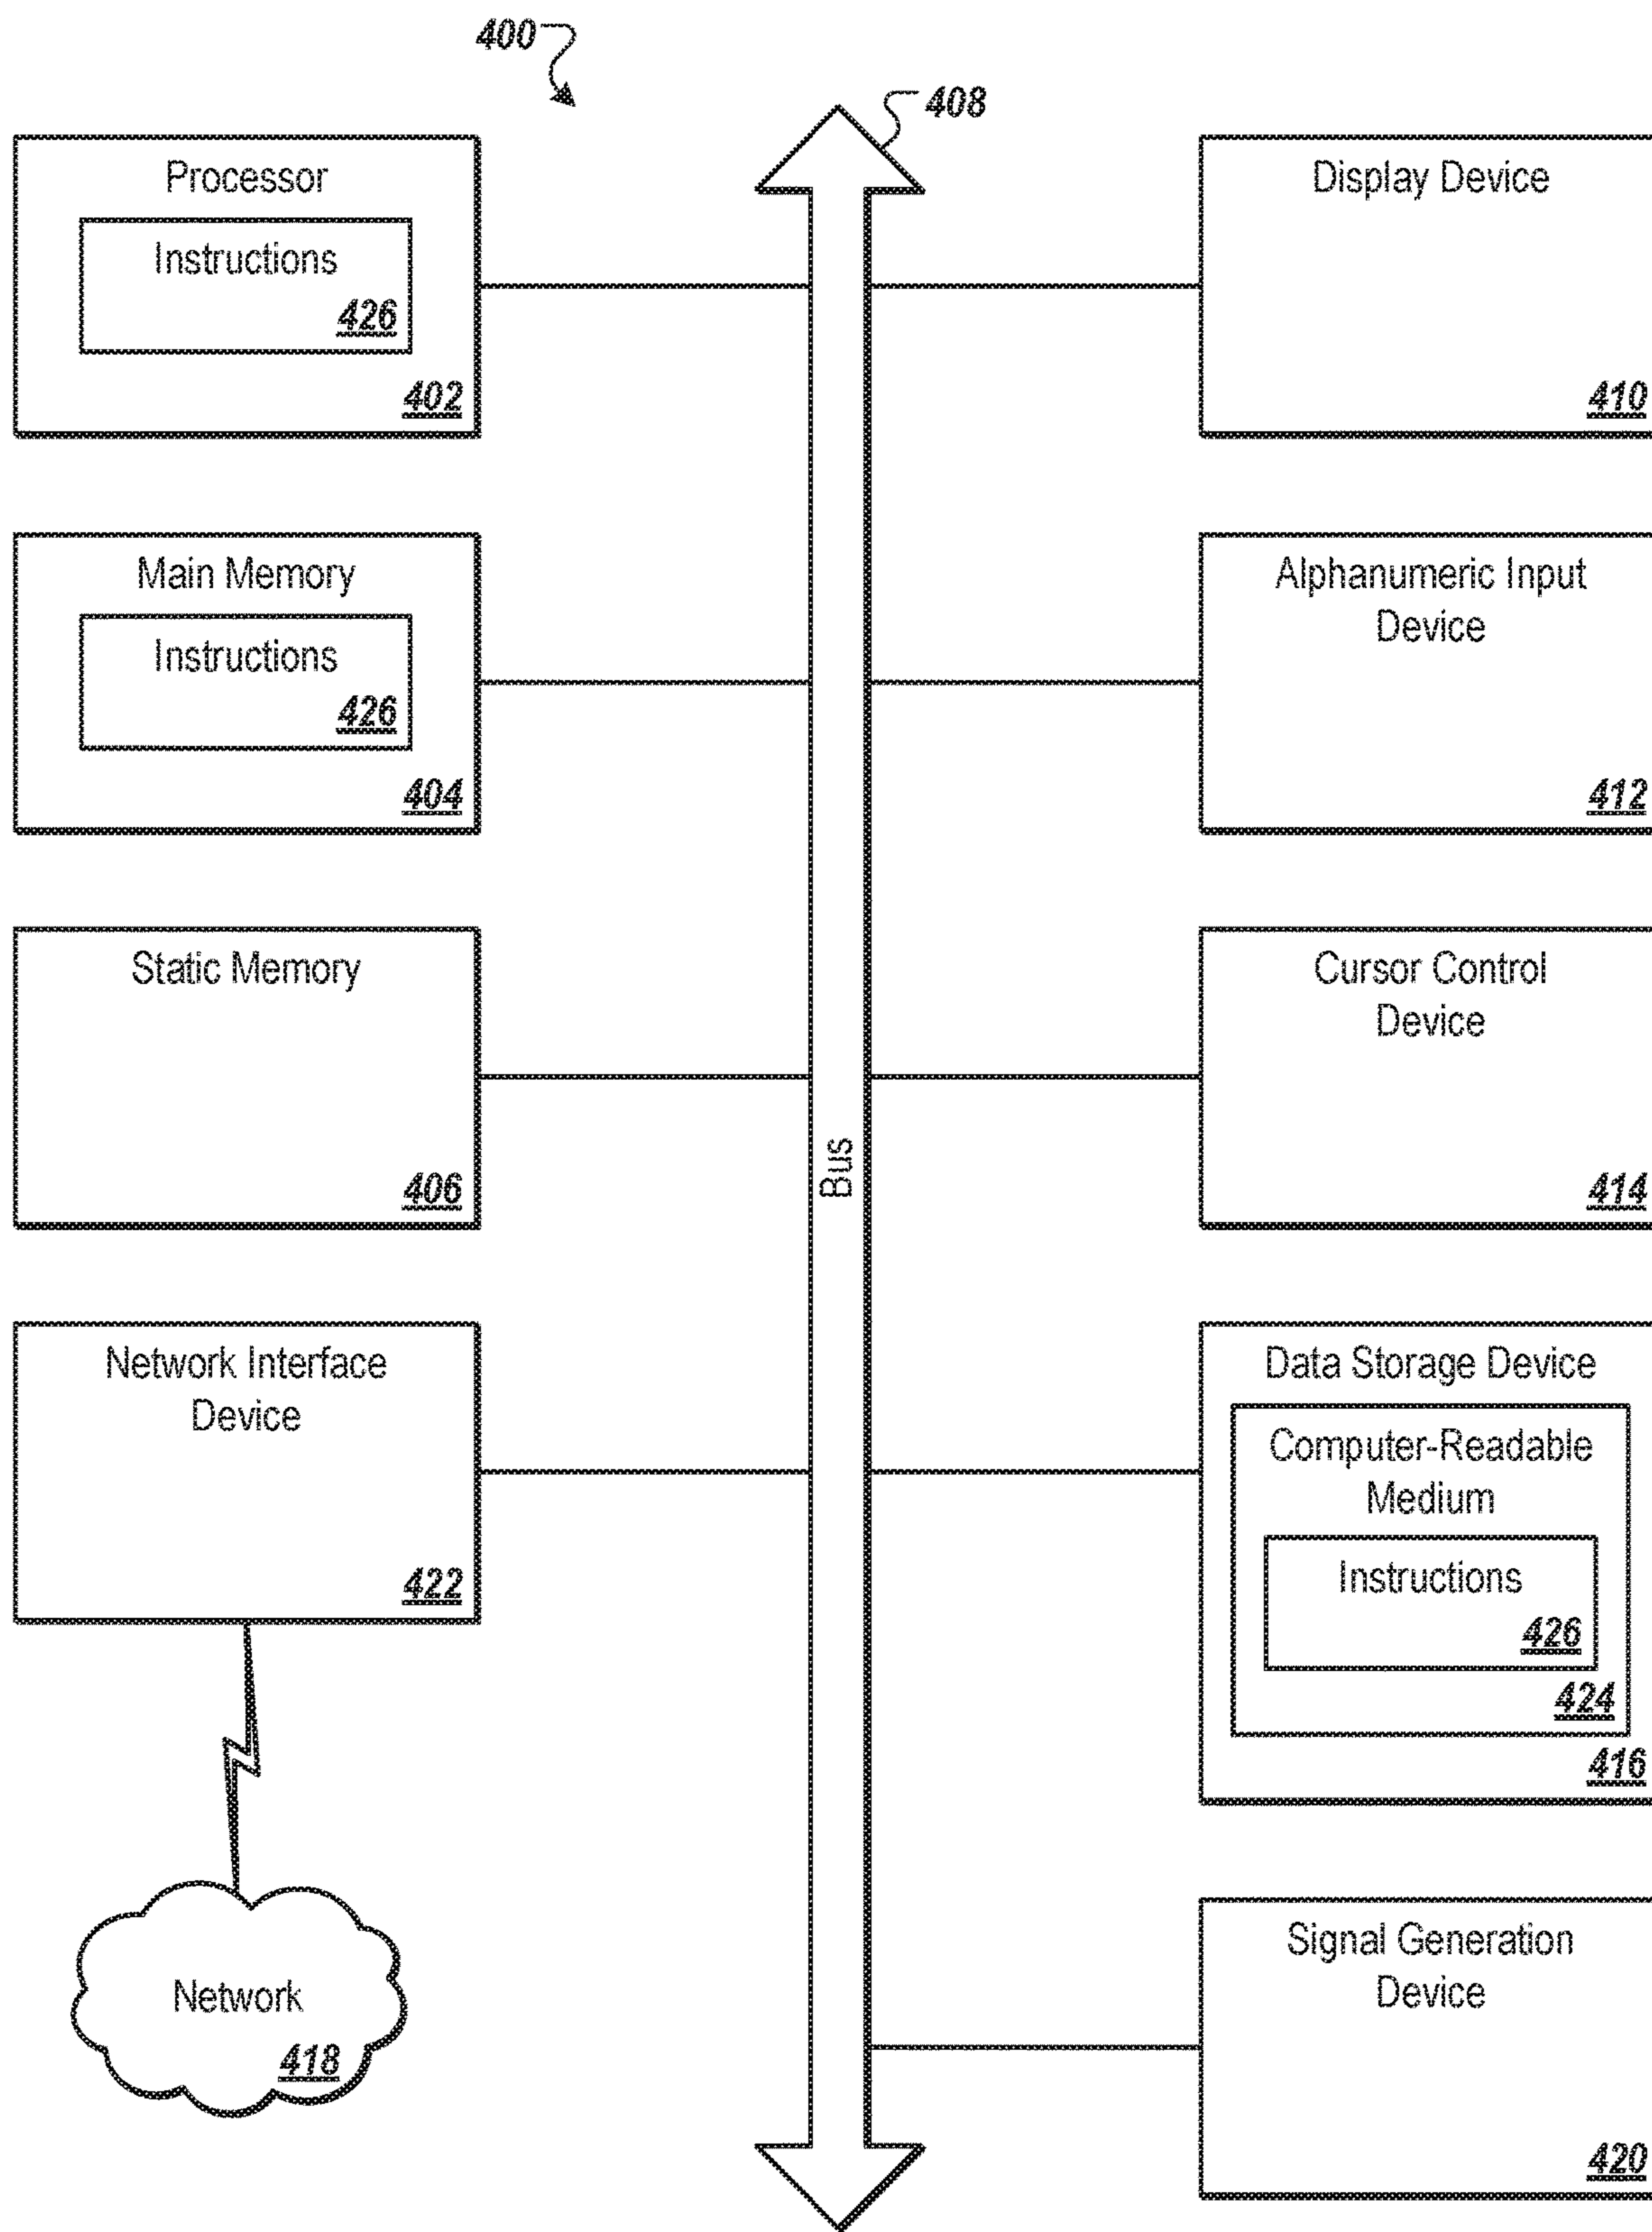 400
408
Processor
Instructions
426
402
Main Memory
Instructions
426
404
Static Memory
406
Network Interface
Device
422
Network
418
Bus
Display Device
410
Alphanumeric Input
Device
412
Cursor Control
Device
414
Data Storage Device
Computer-Readable
Medium
Instructions
426
424
416
Signal Generation
Device
420